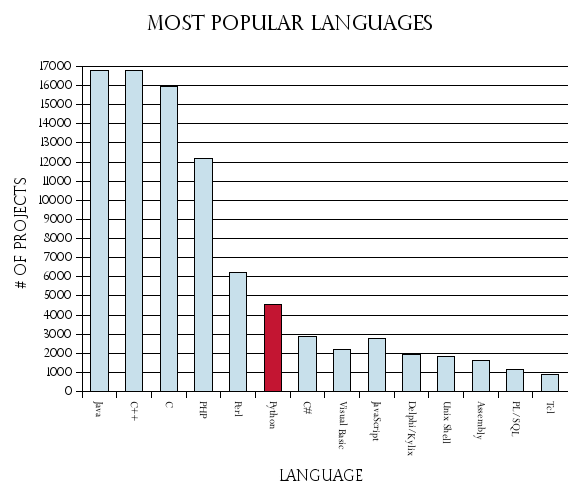 MOST POPULAR LANGUAGES
17000
16000
15000
14000
13000
12000
11000
10000
9000
8000
7000
6000
5000
4000
3000
2000
1000
0
# OF PROJECTS
Java
C++
C
PHP
Perl
Python
C#
Visual Basic
JavaScript
Delphi/Kylix
Unix Shell
Assembly
PL/SQL
Tcl
LANGUAGE